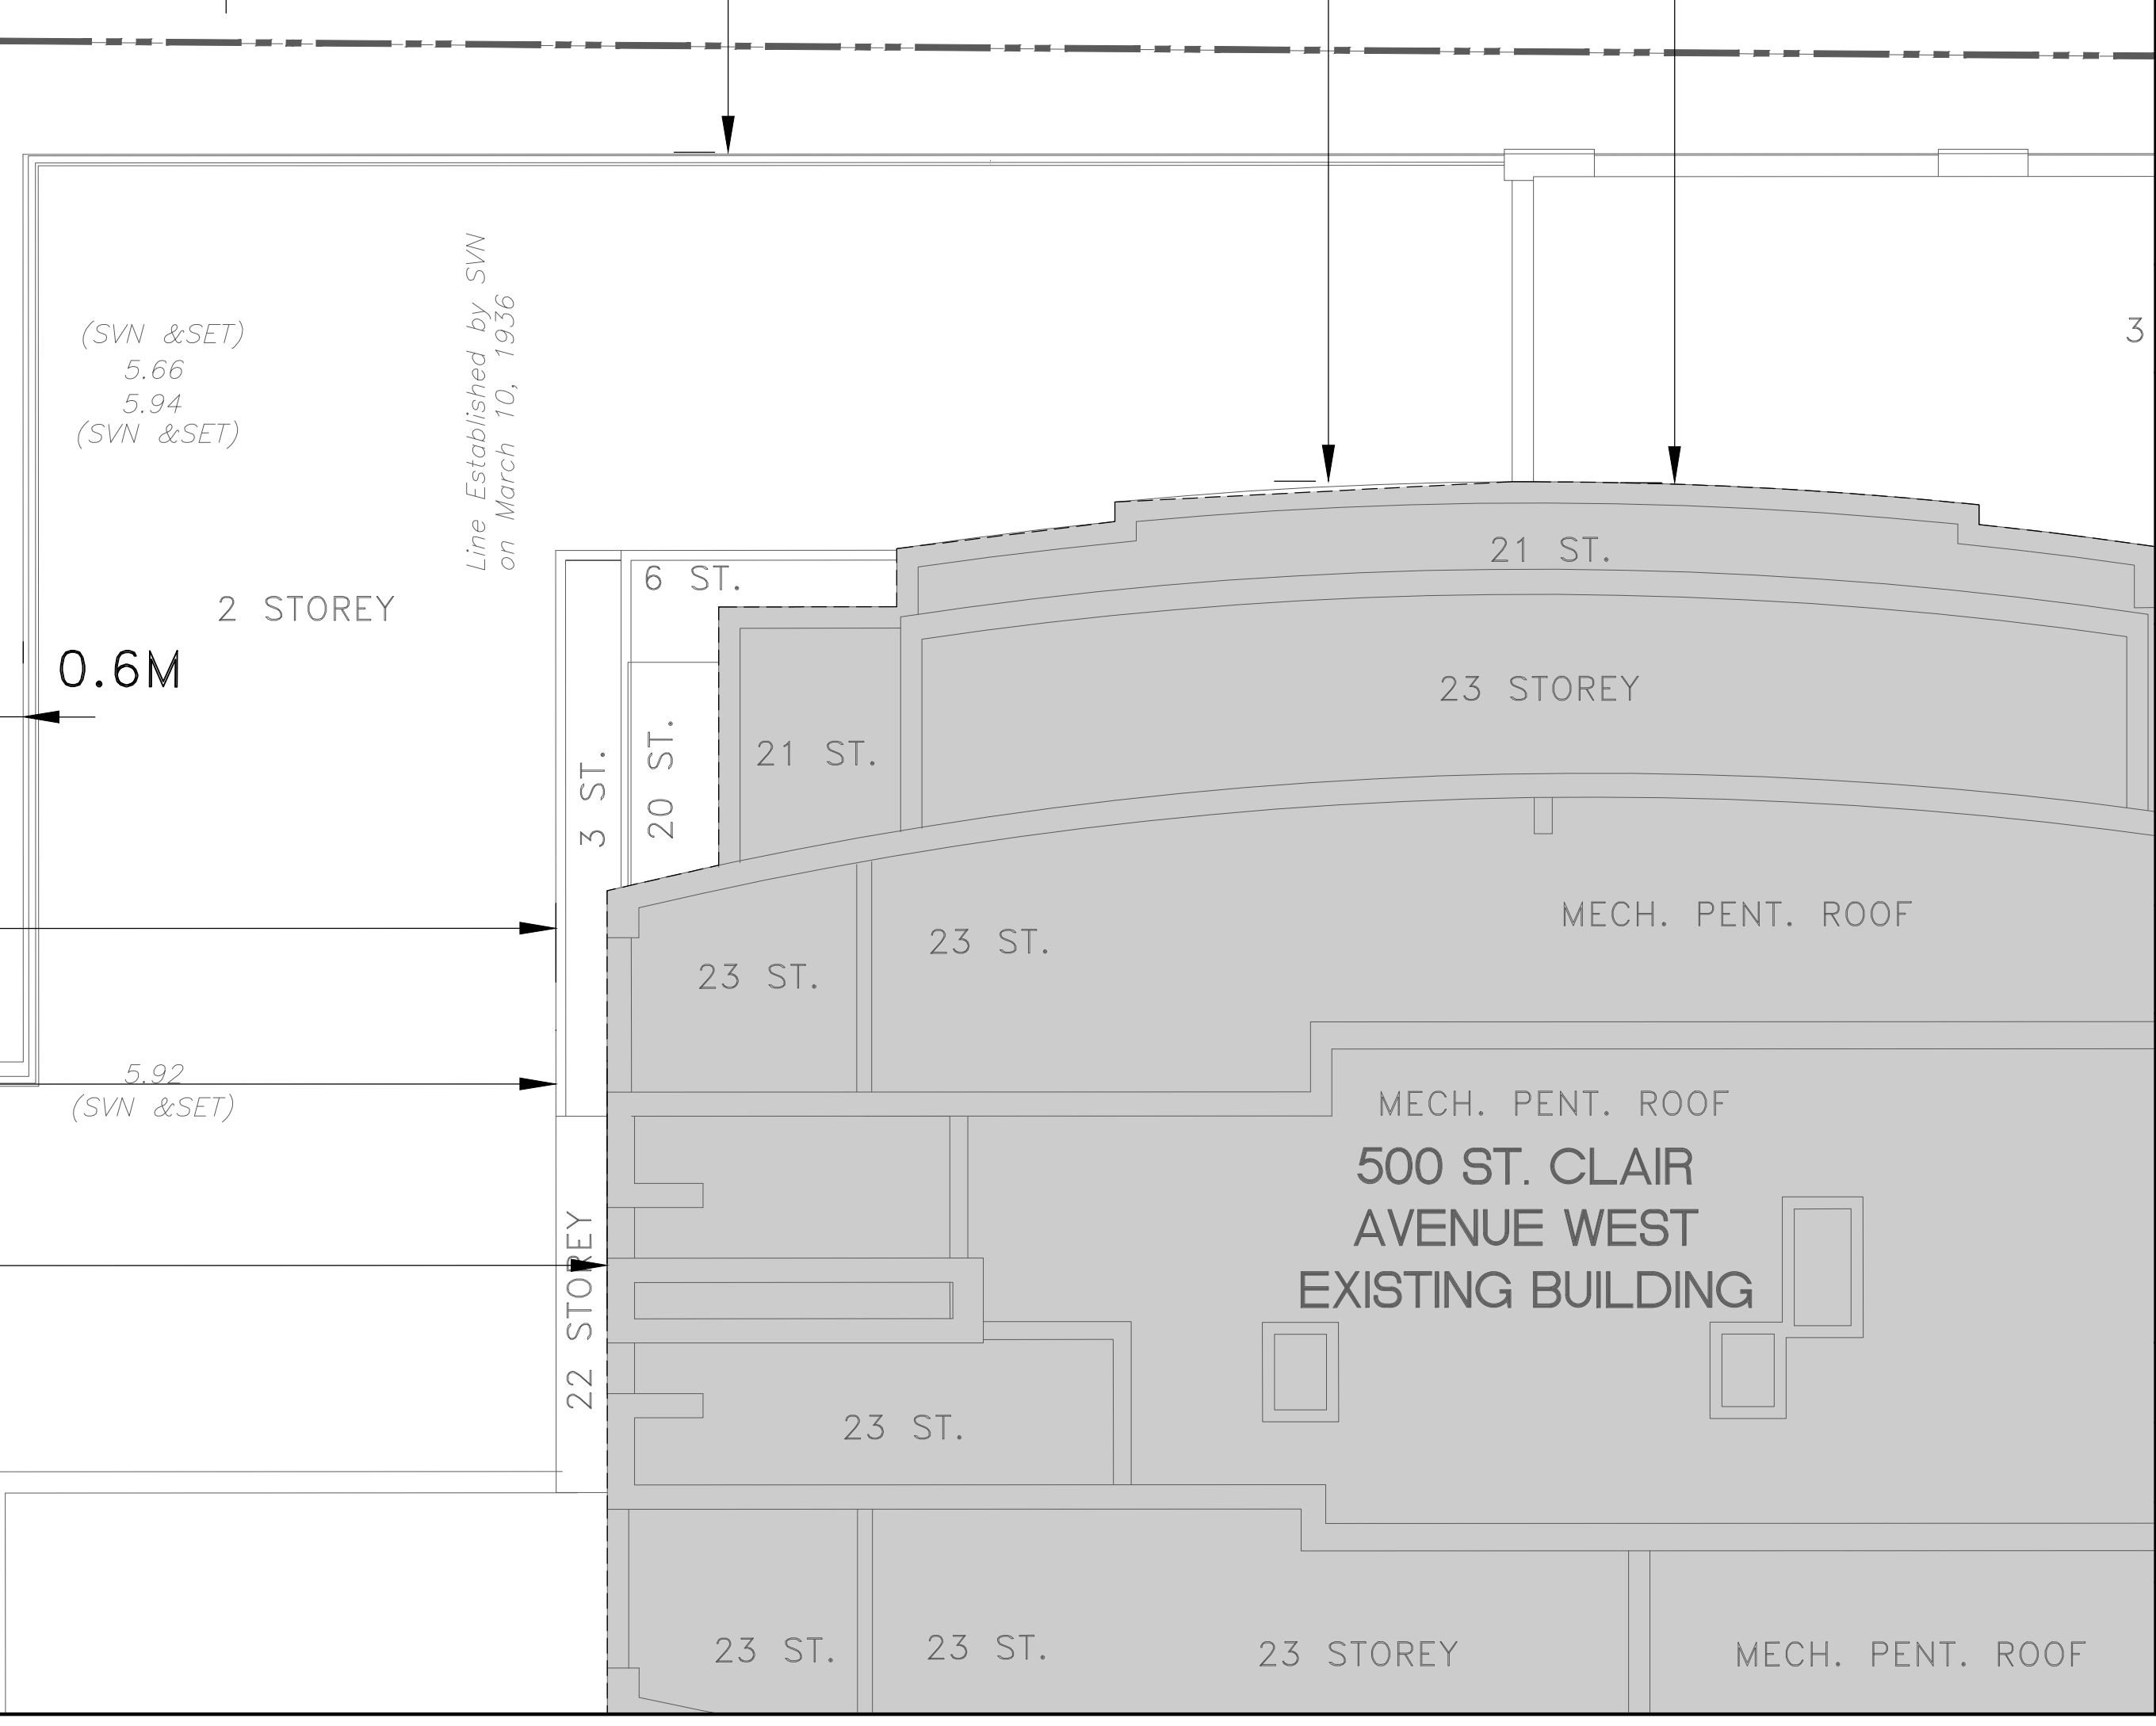 Line Established by SVN
on March 10, 1936
(SVN &SET)
5.66
5.94
(SVN &SET)
3
21 ST.
6 ST.
2 STOREY
0.6M
23 STOREY
21 ST.
3 ST.
20 ST.
MECH. PENT. ROOF
23 ST.
23 ST.
5.92
(SVN &SET)
MECH. PENT. ROOF
500 ST. CLAIR
AVENUE WEST
EXISTING BUILDING
22 STOREY
23 ST.
23 ST.
23 ST.
23 STOREY
MECH. PENT. ROOF